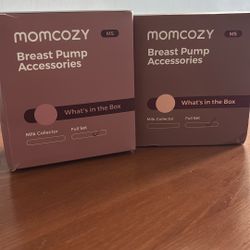 momcozy M5
Breast Pump
Accessories
What's in the Box
Milk Collector Full Set
momcozy M5
Breast Pump
Accessories
What's in the Box
Milk Collector Full Set